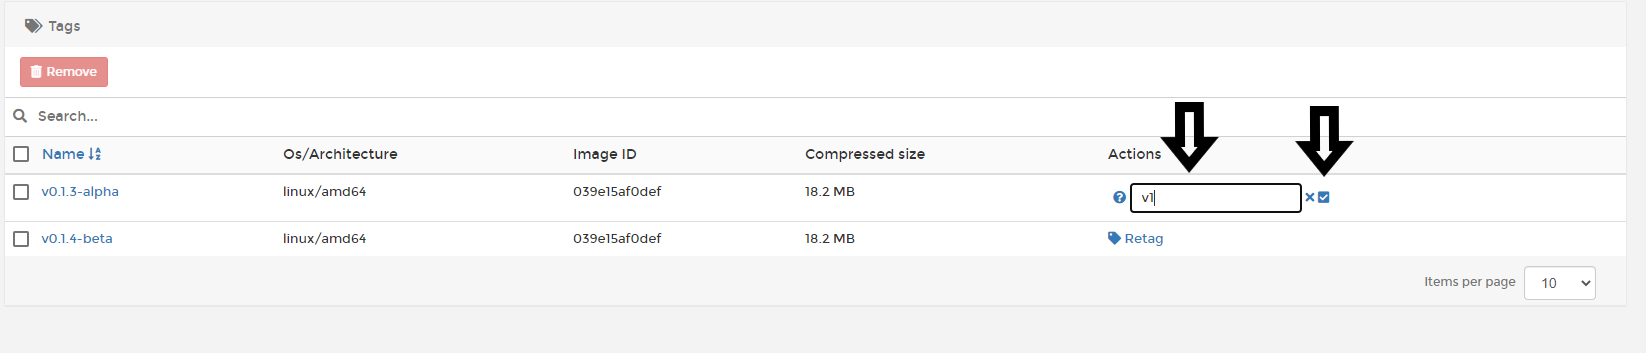 Tags
Remove
Search...
Name Os/Architecture Image ID Compressed size Actions
v0.1.3-alpha linux/amd64 039e15af0def 18.2 MB v1
v0.1.4-beta linux/amd64 039e15af0def 18.2 MB Retag
Items per page 10